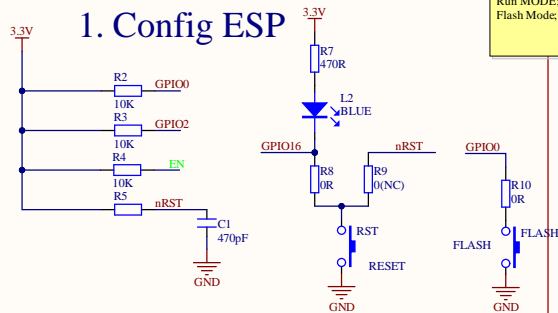 Run MODE:
Flash Mode;
1. Config ESP
3.3V
3.3V
R7
470R
R2
GPIO0
10K
L2
BLUE
R3
GPIO2
10K
GPIO16
nRST
GPIO0
R4
EN
10K
R8
0R
R9
0(NC)
R5
nRST
R10
0R
C1
470pF
RST
RESET
FLASH
FLASH
GND
GND
GND